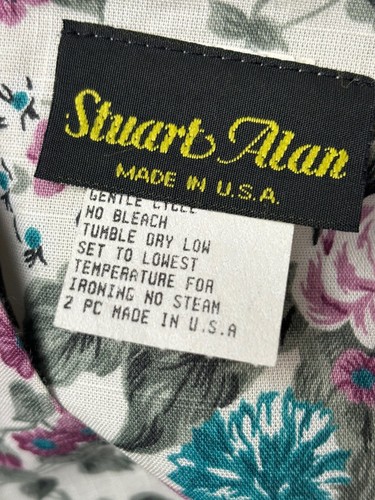 Stuart Alan
MADE IN U.S.A.
GENTLE CYCLE
NO BLEACH
TUMBLE DRY LOW
SET TO LOWEST
TEMPERATURE FOR
IRONING NO STEAM
2 PC MADE IN U.S.A